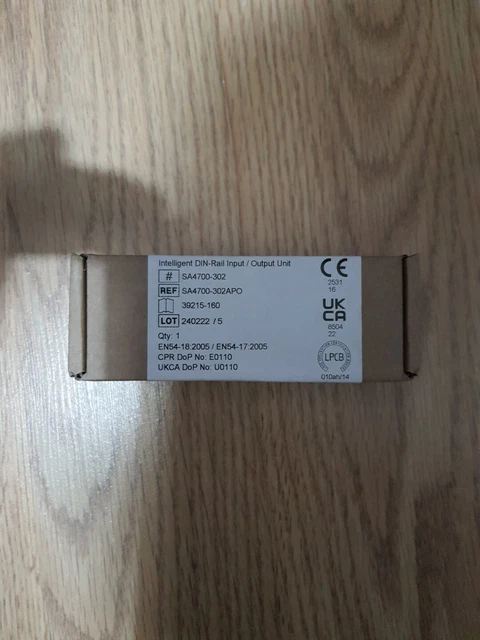 Intelligent DIN-Rail Input / Output Unit
# SA4700-302
REF SA4700-302APO
39215-160
LOT 240222 / 5
Qty: 1
EN54-18:2005 / EN54-17:2005
CPR DoP No: E0110
UKCA DoP No: U0110
CE
2531
16
UK
CA
8504
22
LPCB
010ah/14